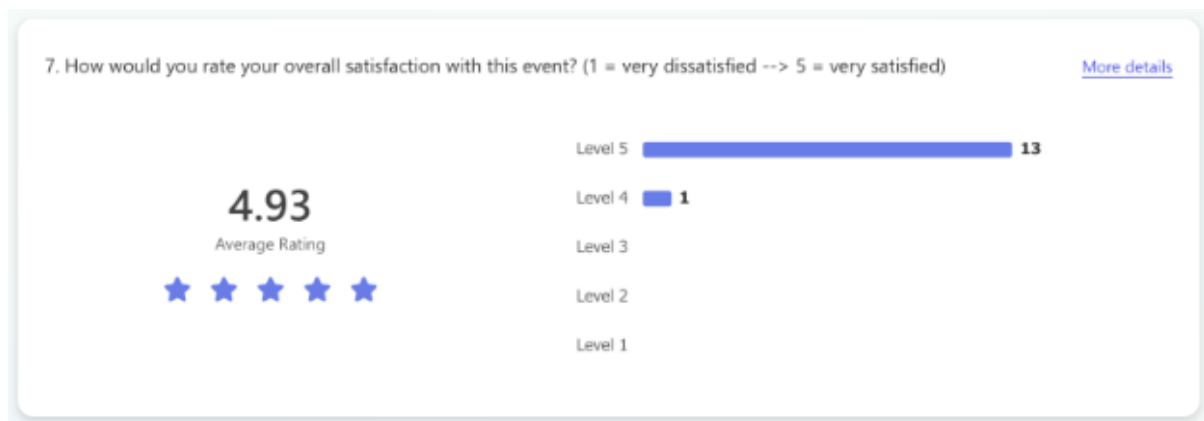 7. How would you rate your overall satisfaction with this event? (1 = very dissatisfied --> 5 = very satisfied)
More details
4.93
Average Rating
Level 5 13
Level 4 1
Level 3
Level 2
Level 1